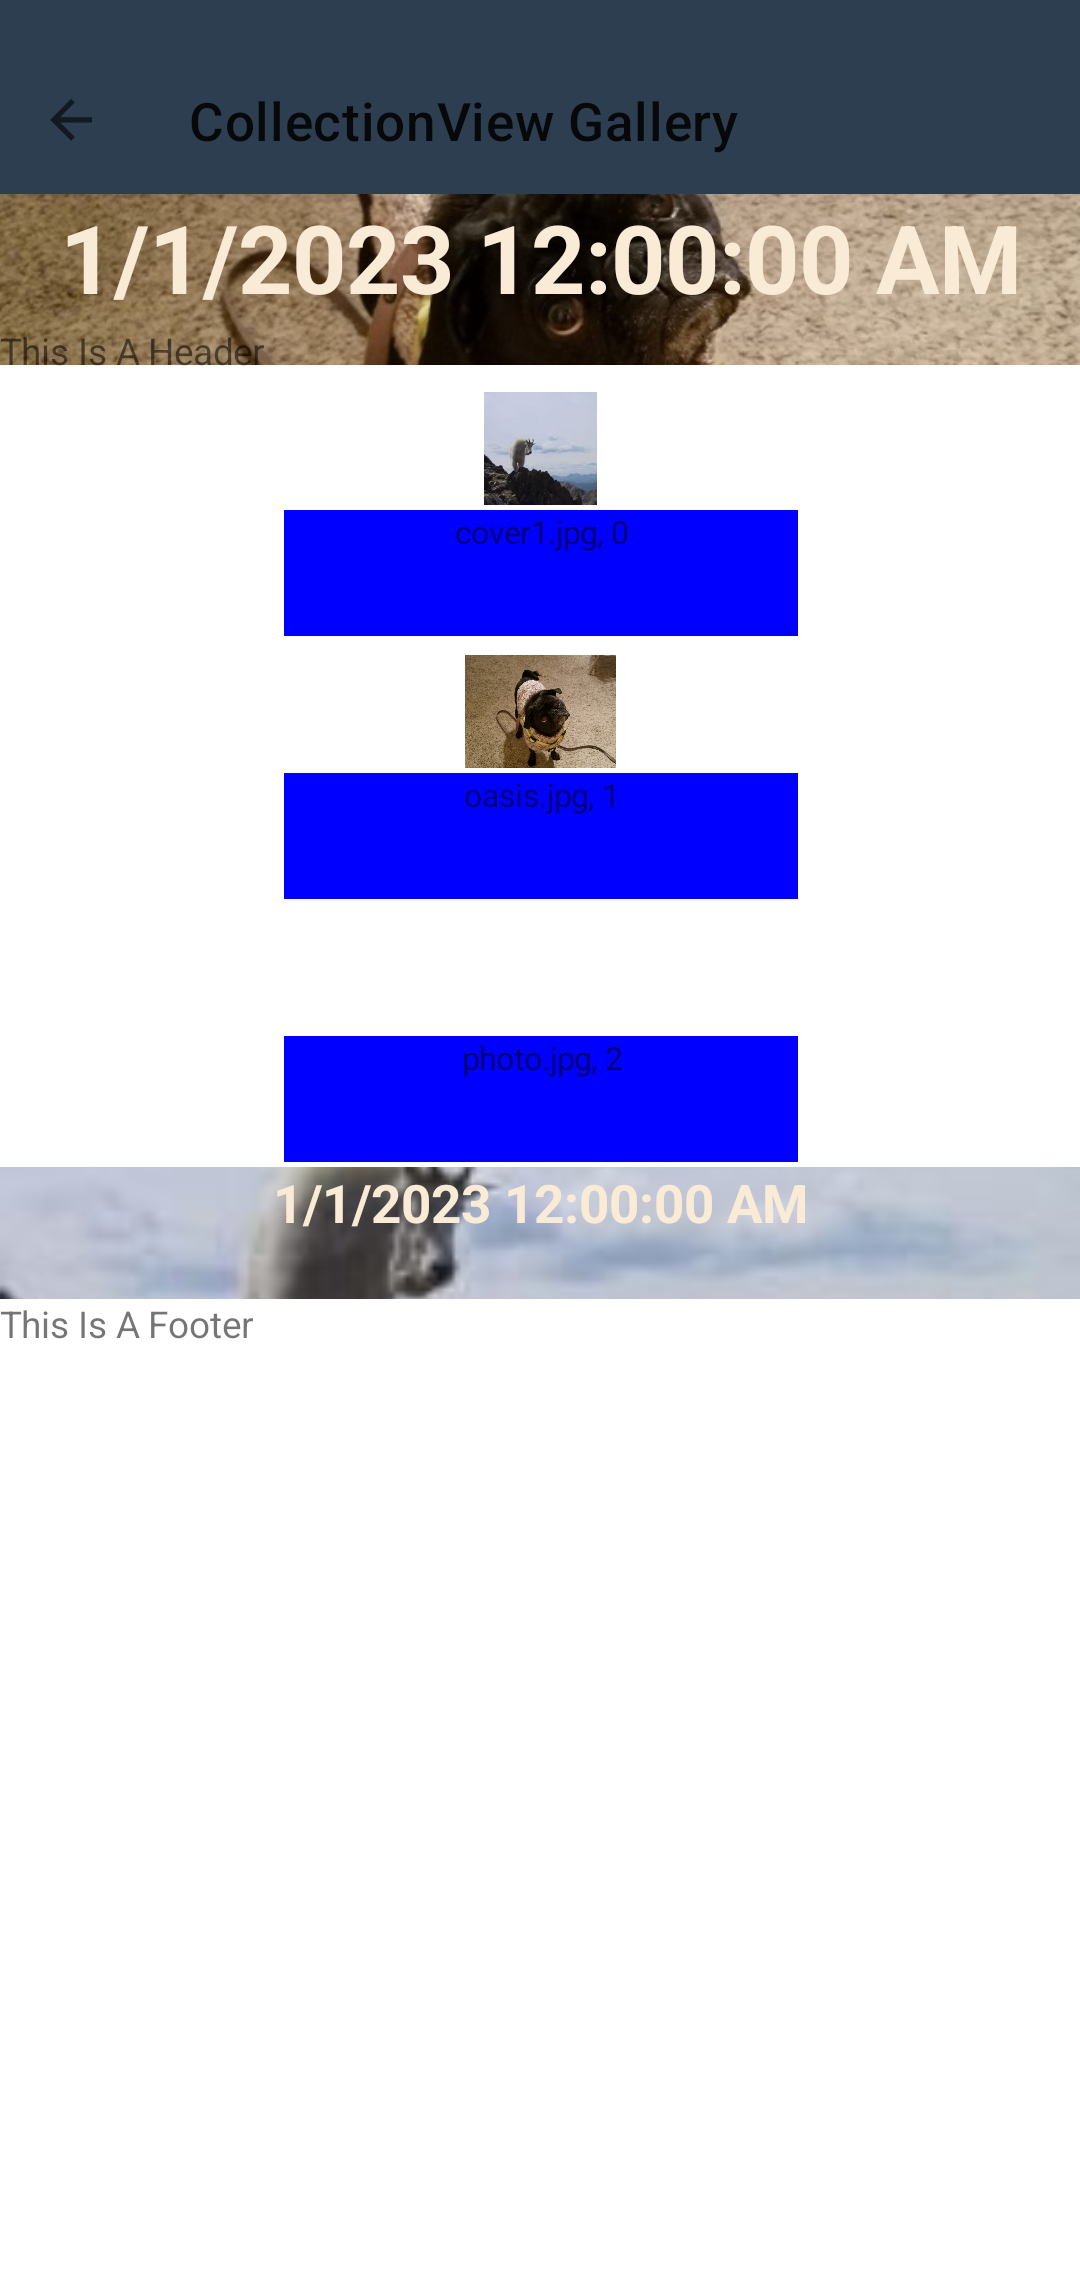 CollectionView Gallery
1/1/2023 12:00:00 AM
This Is A Header
cover1.jpg, 0
oasis.jpg, 1
photo.jpg, 2
1/1/2023 12:00:00 AM
This Is A Footer